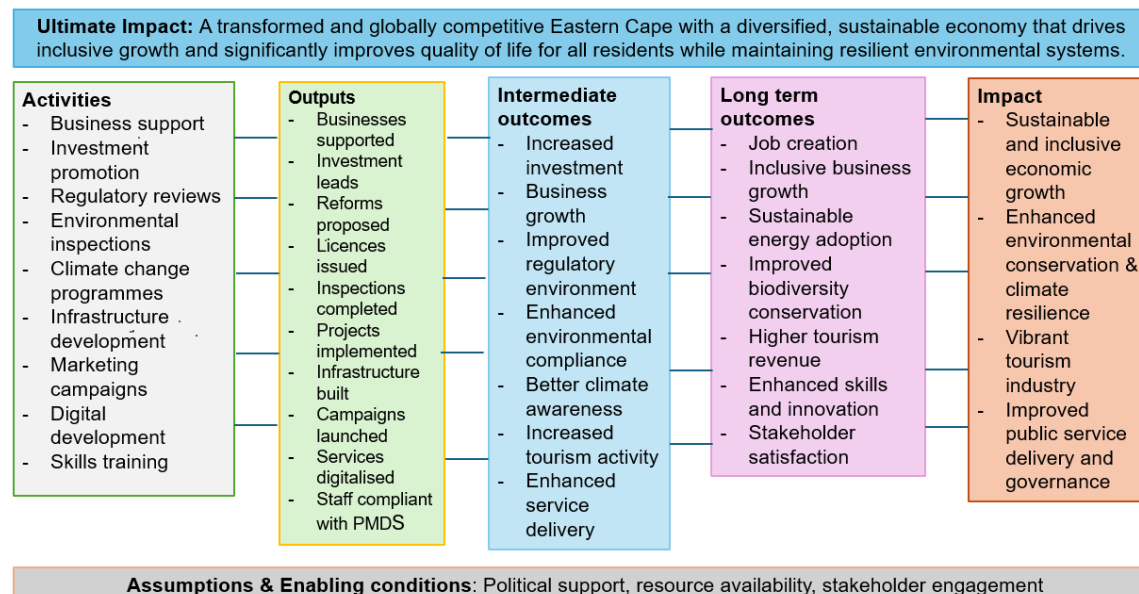 Ultimate Impact: A transformed and globally competitive Eastern Cape with a diversified, sustainable economy that drives
inclusive growth and significantly improves quality of life for all residents while maintaining resilient environmental systems.
Activities
- Business support
- Investment
promotion
- Regulatory reviews
- Environmental
inspections
- Climate change
programmes
- Infrastructure
development
- Marketing
campaigns
- Digital
development
- Skills training
Outputs
- Businesses
supported
- Investment
leads
- Reforms
proposed
- Licences
issued
- Inspections
completed
- Projects
implemented
- Infrastructure
built
- Campaigns
launched
- Services
digitalised
- Staff compliant
with PMDS
Intermediate
outcomes
- Increased
investment
- Business
growth
- Improved
regulatory
environment
- Enhanced
environmental
compliance
- Better climate
awareness
- Increased
tourism activity
- Enhanced
service
delivery
Long term
outcomes
- Job creation
- Inclusive business
growth
- Sustainable
energy adoption
- Improved
biodiversity
conservation
- Higher tourism
revenue
- Enhanced skills
and innovation
- Stakeholder
satisfaction
Impact
- Sustainable
and inclusive
economic
growth
- Enhanced
environmental
conservation &
climate
resilience
- Vibrant
tourism
industry
- Improved
public service
delivery and
governance
Assumptions & Enabling conditions: Political support, resource availability, stakeholder engagement